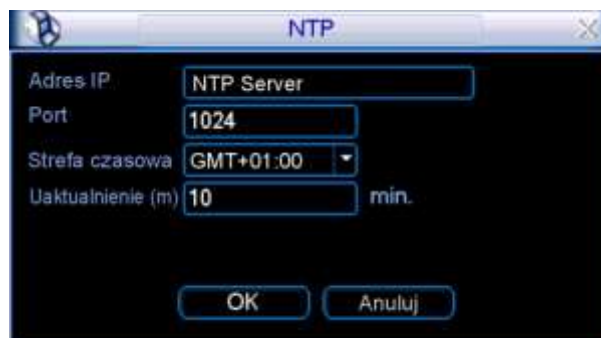 NTP
Adres IP NTP Server
Port 1024
Strefa czasowa GMT+01:00
Uaktualnienie (m) 10 min.
OK Anuluj